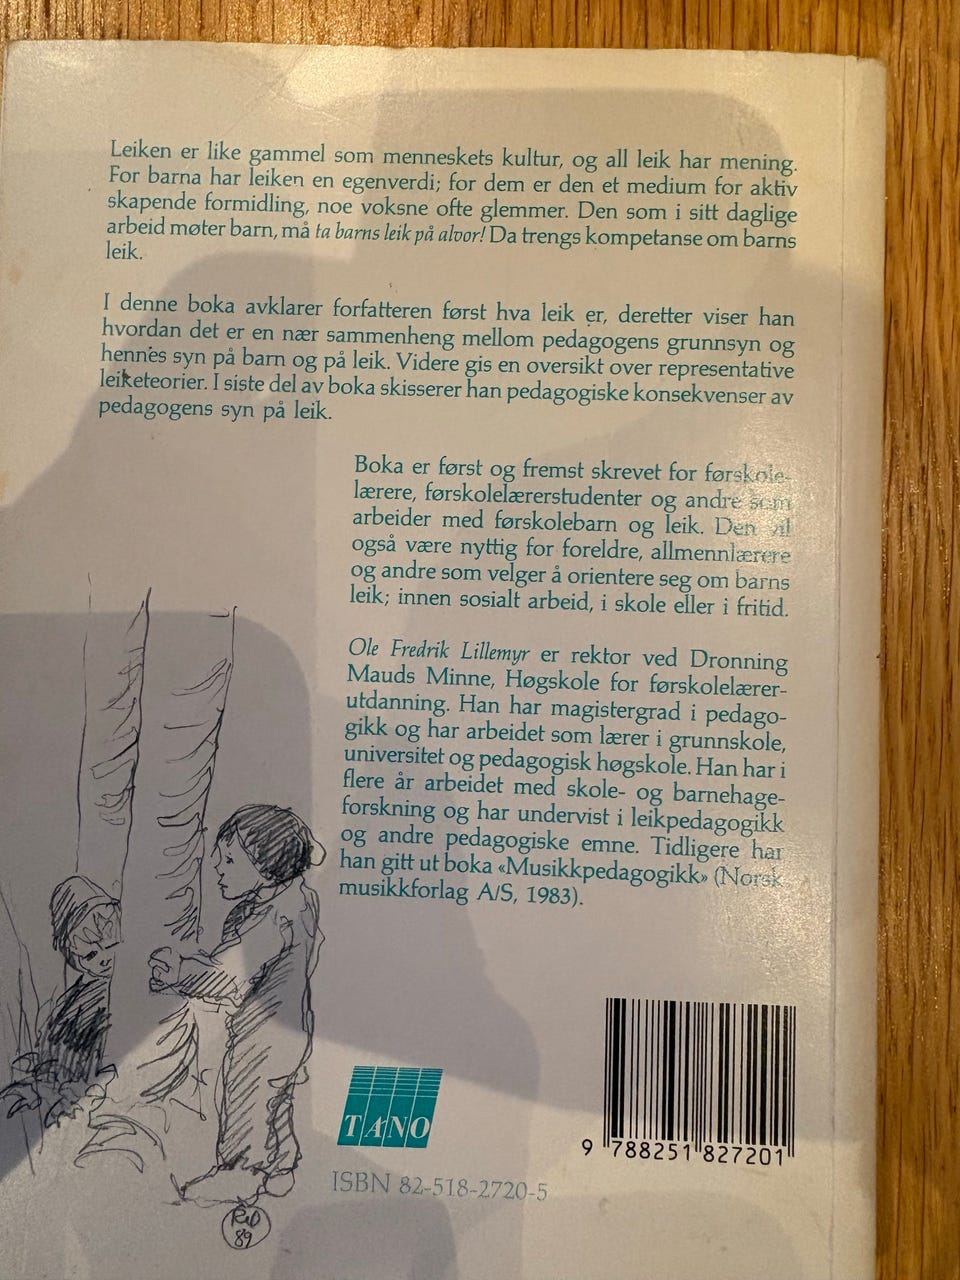 Leiken er like gammel som menneskets kultur, og all leik har mening.
For barna har leiken en egenverdi; for dem er den et medium for aktiv
skapende formidling, noe voksne ofte glemmer. Den som i sitt daglige
arbeid møter barn, må ta barns leik på alvor! Da trengs kompetanse om barns
leik.
I denne boka avklarer forfatteren først hva leik er, deretter viser han
hvordan det er en nær sammenheng mellom pedagogens grunnsyn og
hennes syn på barn og på leik. Videre gis en oversikt over representative
leiketeorier. I siste del av boka skisserer han pedagogiske konsekvenser av
pedagogens syn på leik.
Boka er først og fremst skrevet for førskole-
lærere, førskolelærerstudenter og andre som
arbeider med førskolebarn og leik. Den vil
også være nyttig for foreldre, allmennlærere
og andre som velger å orientere seg om barns
leik; innen sosialt arbeid, i skole eller i fritid.
Ole Fredrik Lillemyr er rektor ved Dronning
Mauds Minne, Høgskole for førskolelærer-
utdanning. Han har magistergrad i pedago-
gikk og har arbeidet som lærer i grunnskole,
universitet og pedagogisk høgskole. Han har i
flere år arbeidet med skole- og barnehage-
forskning og har undervist i leikpedagogikk
og andre pedagogiske emne. Tidligere har
han gitt ut boka «Musikkpedagogikk» (Norsk
musikkforlag A/S, 1983).
TANO
9 788251 827201
ISBN 82-518-2720-5
89